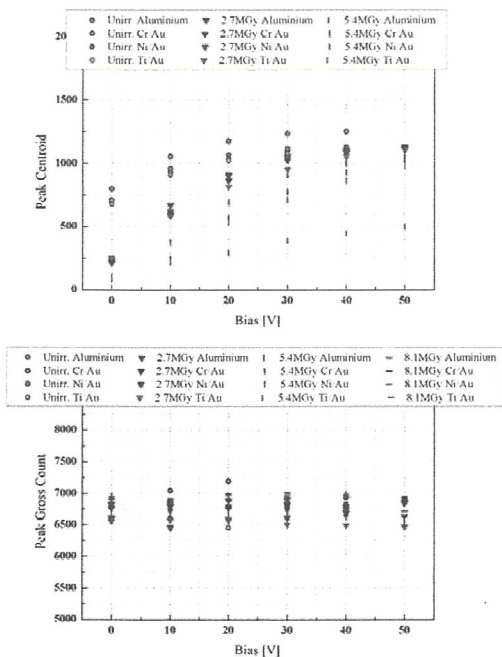 20
Unirr. Aluminium 2.7MGy Aluminium 5.4MGy Aluminium
Unirr. Cr Au 2.7MGy Cr Au 5.4MGy Cr Au
Unirr. Ni Au 2.7MGy Ni Au 5.4MGy Ni Au
Unirr. Ti Au 2.7MGy Ti Au 5.4MGy Ti Au
1500
1000
500
0
Peak Centroid
0 10 20 30 40 50
Bias [V]
Unirr. Aluminium 2.7MGy Aluminium 5.4MGy Aluminium 8.1MGy Aluminium
Unirr. Cr Au 2.7MGy Cr Au 5.4MGy Cr Au 8.1MGy Cr Au
Unirr. Ni Au 2.7MGy Ni Au 5.4MGy Ni Au 8.1MGy Ni Au
Unirr. Ti Au 2.7MGy Ti Au 5.4MGy Ti Au 8.1MGy Ti Au
8000
7500
7000
6500
6000
5500
5000
Peak Gross Count
0 10 20 30 40 50
Bias [V]